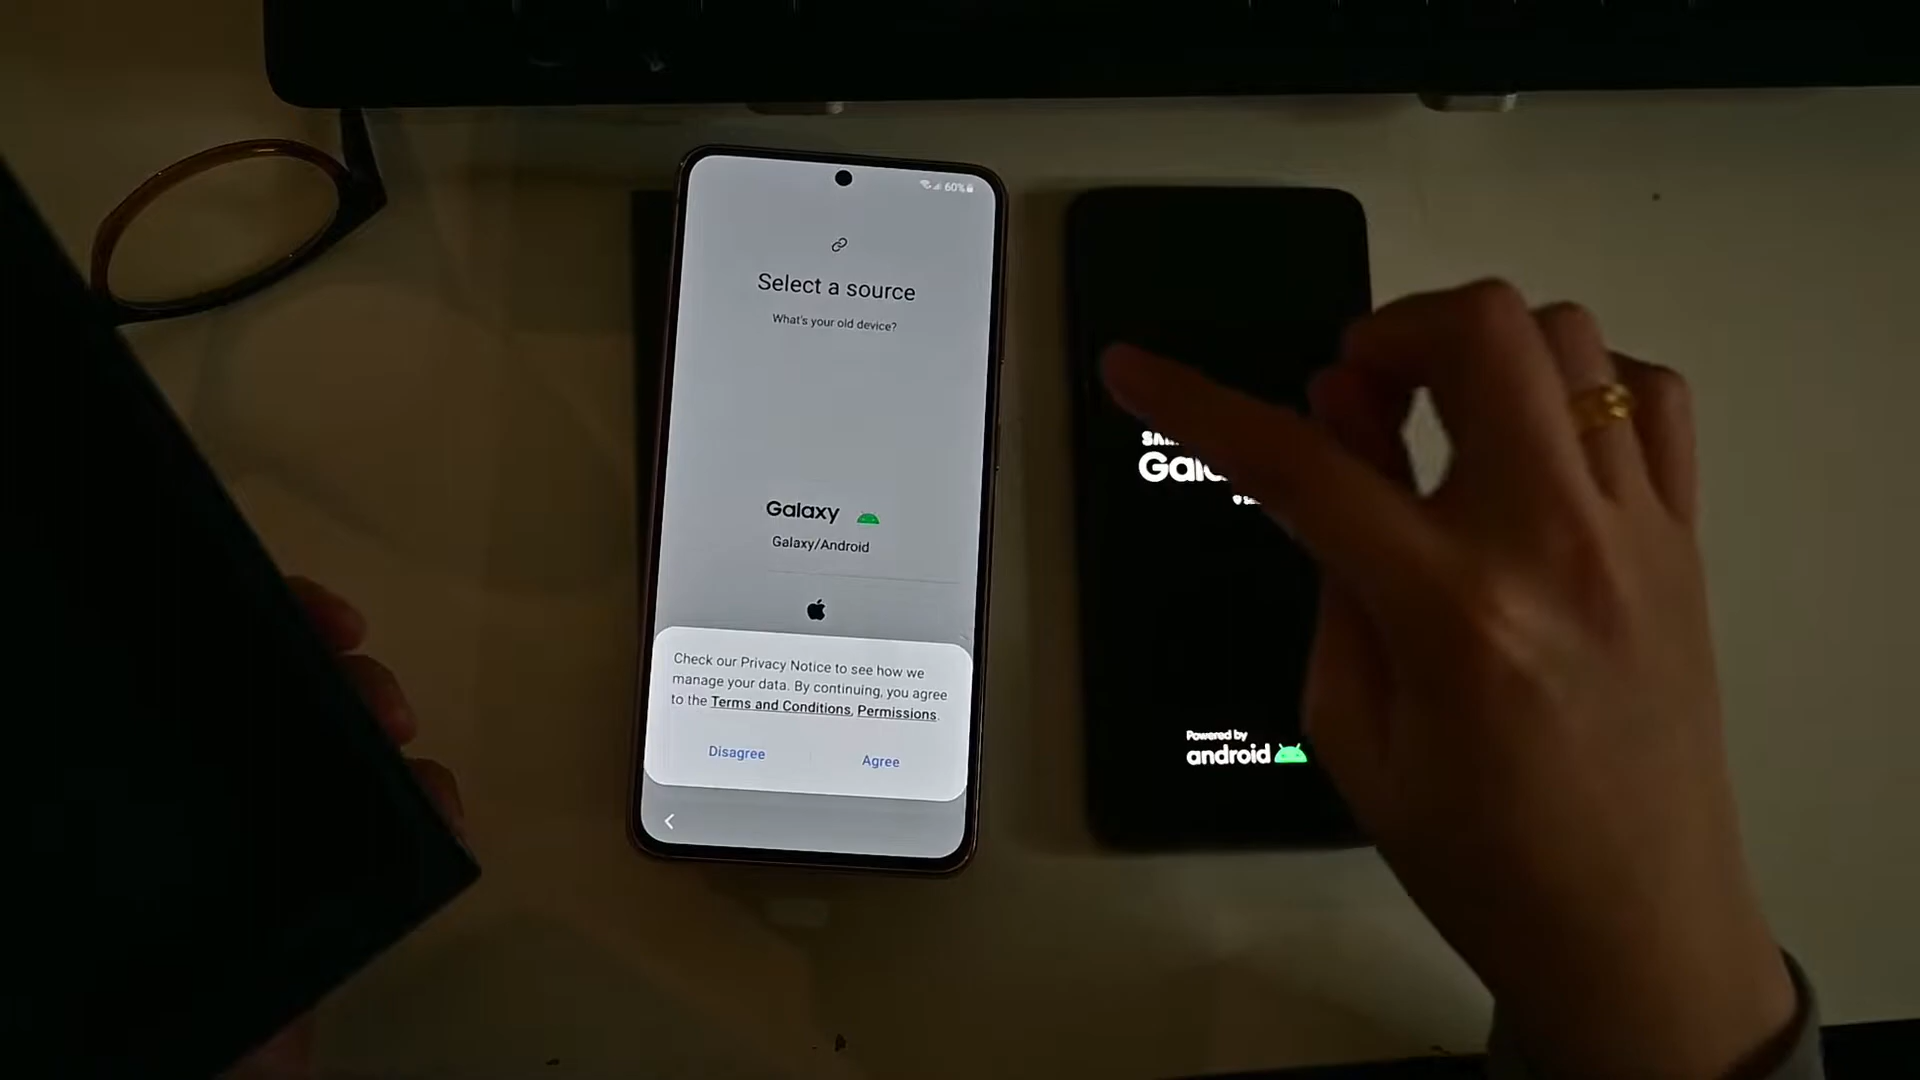 60%
Select a source
What's your old device?
Galaxy
Galaxy/Android
Check our Privacy Notice to see how we
manage your data. By continuing, you agree
to the Terms and Conditions, Permissions.
Disagree
Agree
Powered by
android